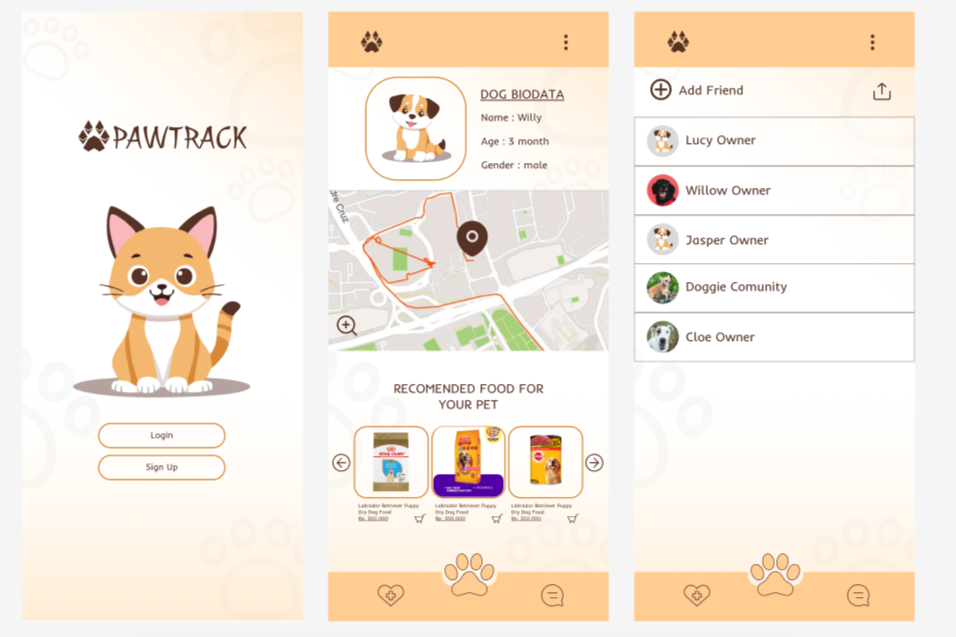 PAWTRACK
Login
Sign Up
DOG BIODATA
Name : Willy
Age : 3 month
Gender : male
dre Cruz
RECOMENDED FOOD FOR
YOUR PET
ROYAL CANIN
Labrador Retriever Puppy
Dry Dog Food
Rp. 350.000
Labrador Retriever Puppy
Dry Dog Food
Rp. 350.000
Labrador Retriever Puppy
Dry Dog Food
Rp. 350.000
Add Friend
Lucy Owner
Willow Owner
Jasper Owner
Doggie Comunity
Cloe Owner